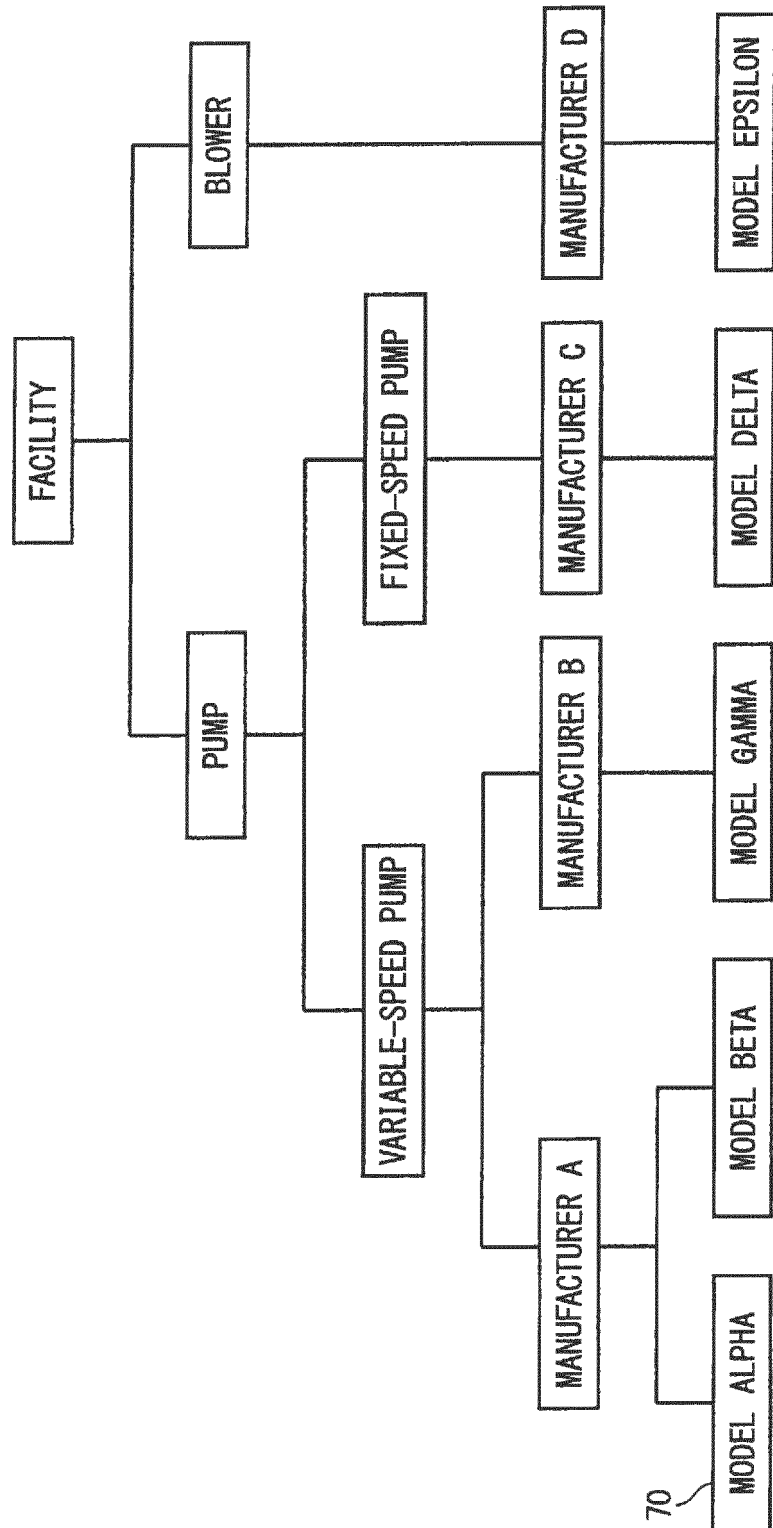 FACILITY
PUMP
BLOWER
VARIABLE-SPEED PUMP
FIXED-SPEED PUMP
MANUFACTURER A
MANUFACTURER B
MANUFACTURER C
MANUFACTURER D
70
MODEL ALPHA
MODEL BETA
MODEL GAMMA
MODEL DELTA
MODEL EPSILON